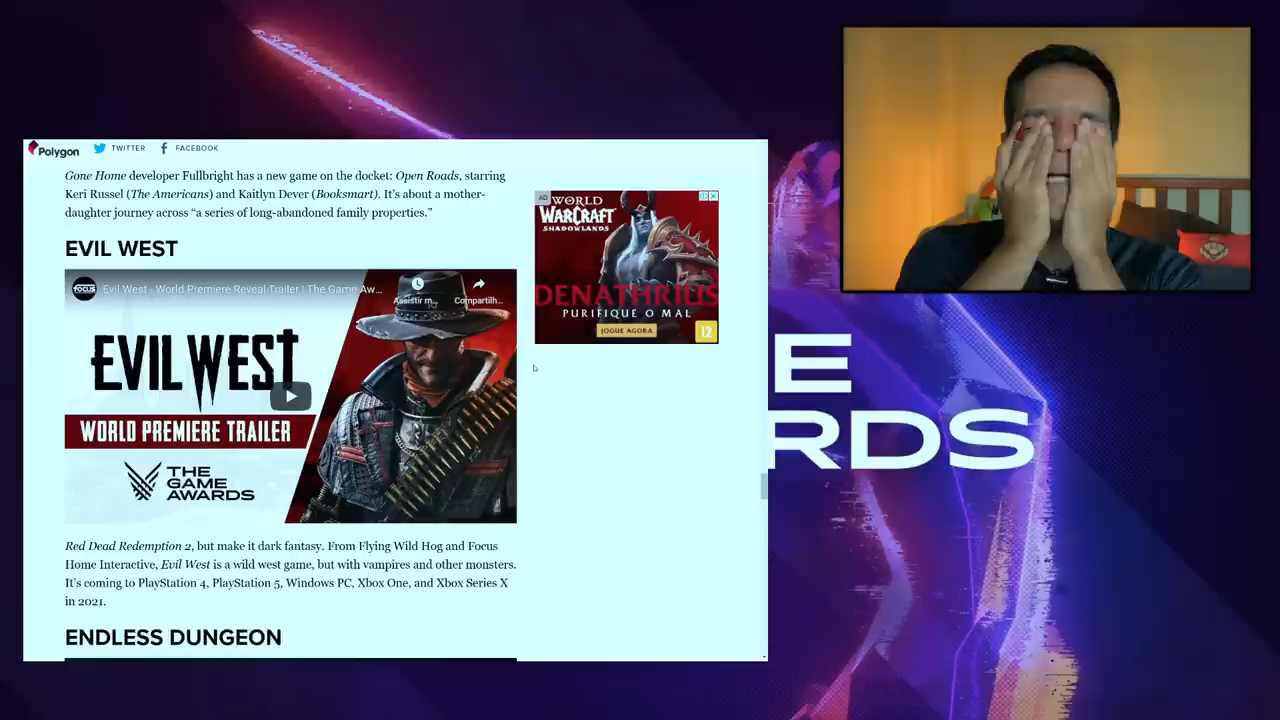 Polygon TWITTER FACEBOOK
Gone Home developer Fullbright has a new game on the docket: Open Roads, starring
Keri Russel (The Americans) and Kaitlyn Dever (Booksmart). It's about a mother-
daughter journey across “a series of long-abandoned family properties.”
EVIL WEST
FOCUS
Evil West - World Premiere Reveal Trailer | The Game Aw...
Assistir m...
Compartilh...
EVIL WEST
WORLD PREMIERE TRAILER
THE
GAME
AWARDS
Red Dead Redemption 2, but make it dark fantasy. From Flying Wild Hog and Focus
Home Interactive, Evil West is a wild west game, but with vampires and other monsters.
It's coming to PlayStation 4, PlayStation 5, Windows PC, Xbox One, and Xbox Series X
in 2021.
ENDLESS DUNGEON
AD
WORLD
WARCRAFT
SHADOWLANDS
DENATHRIUS
PURIFIQUE O MAL
JOGUE AGORA
12
E
RDS